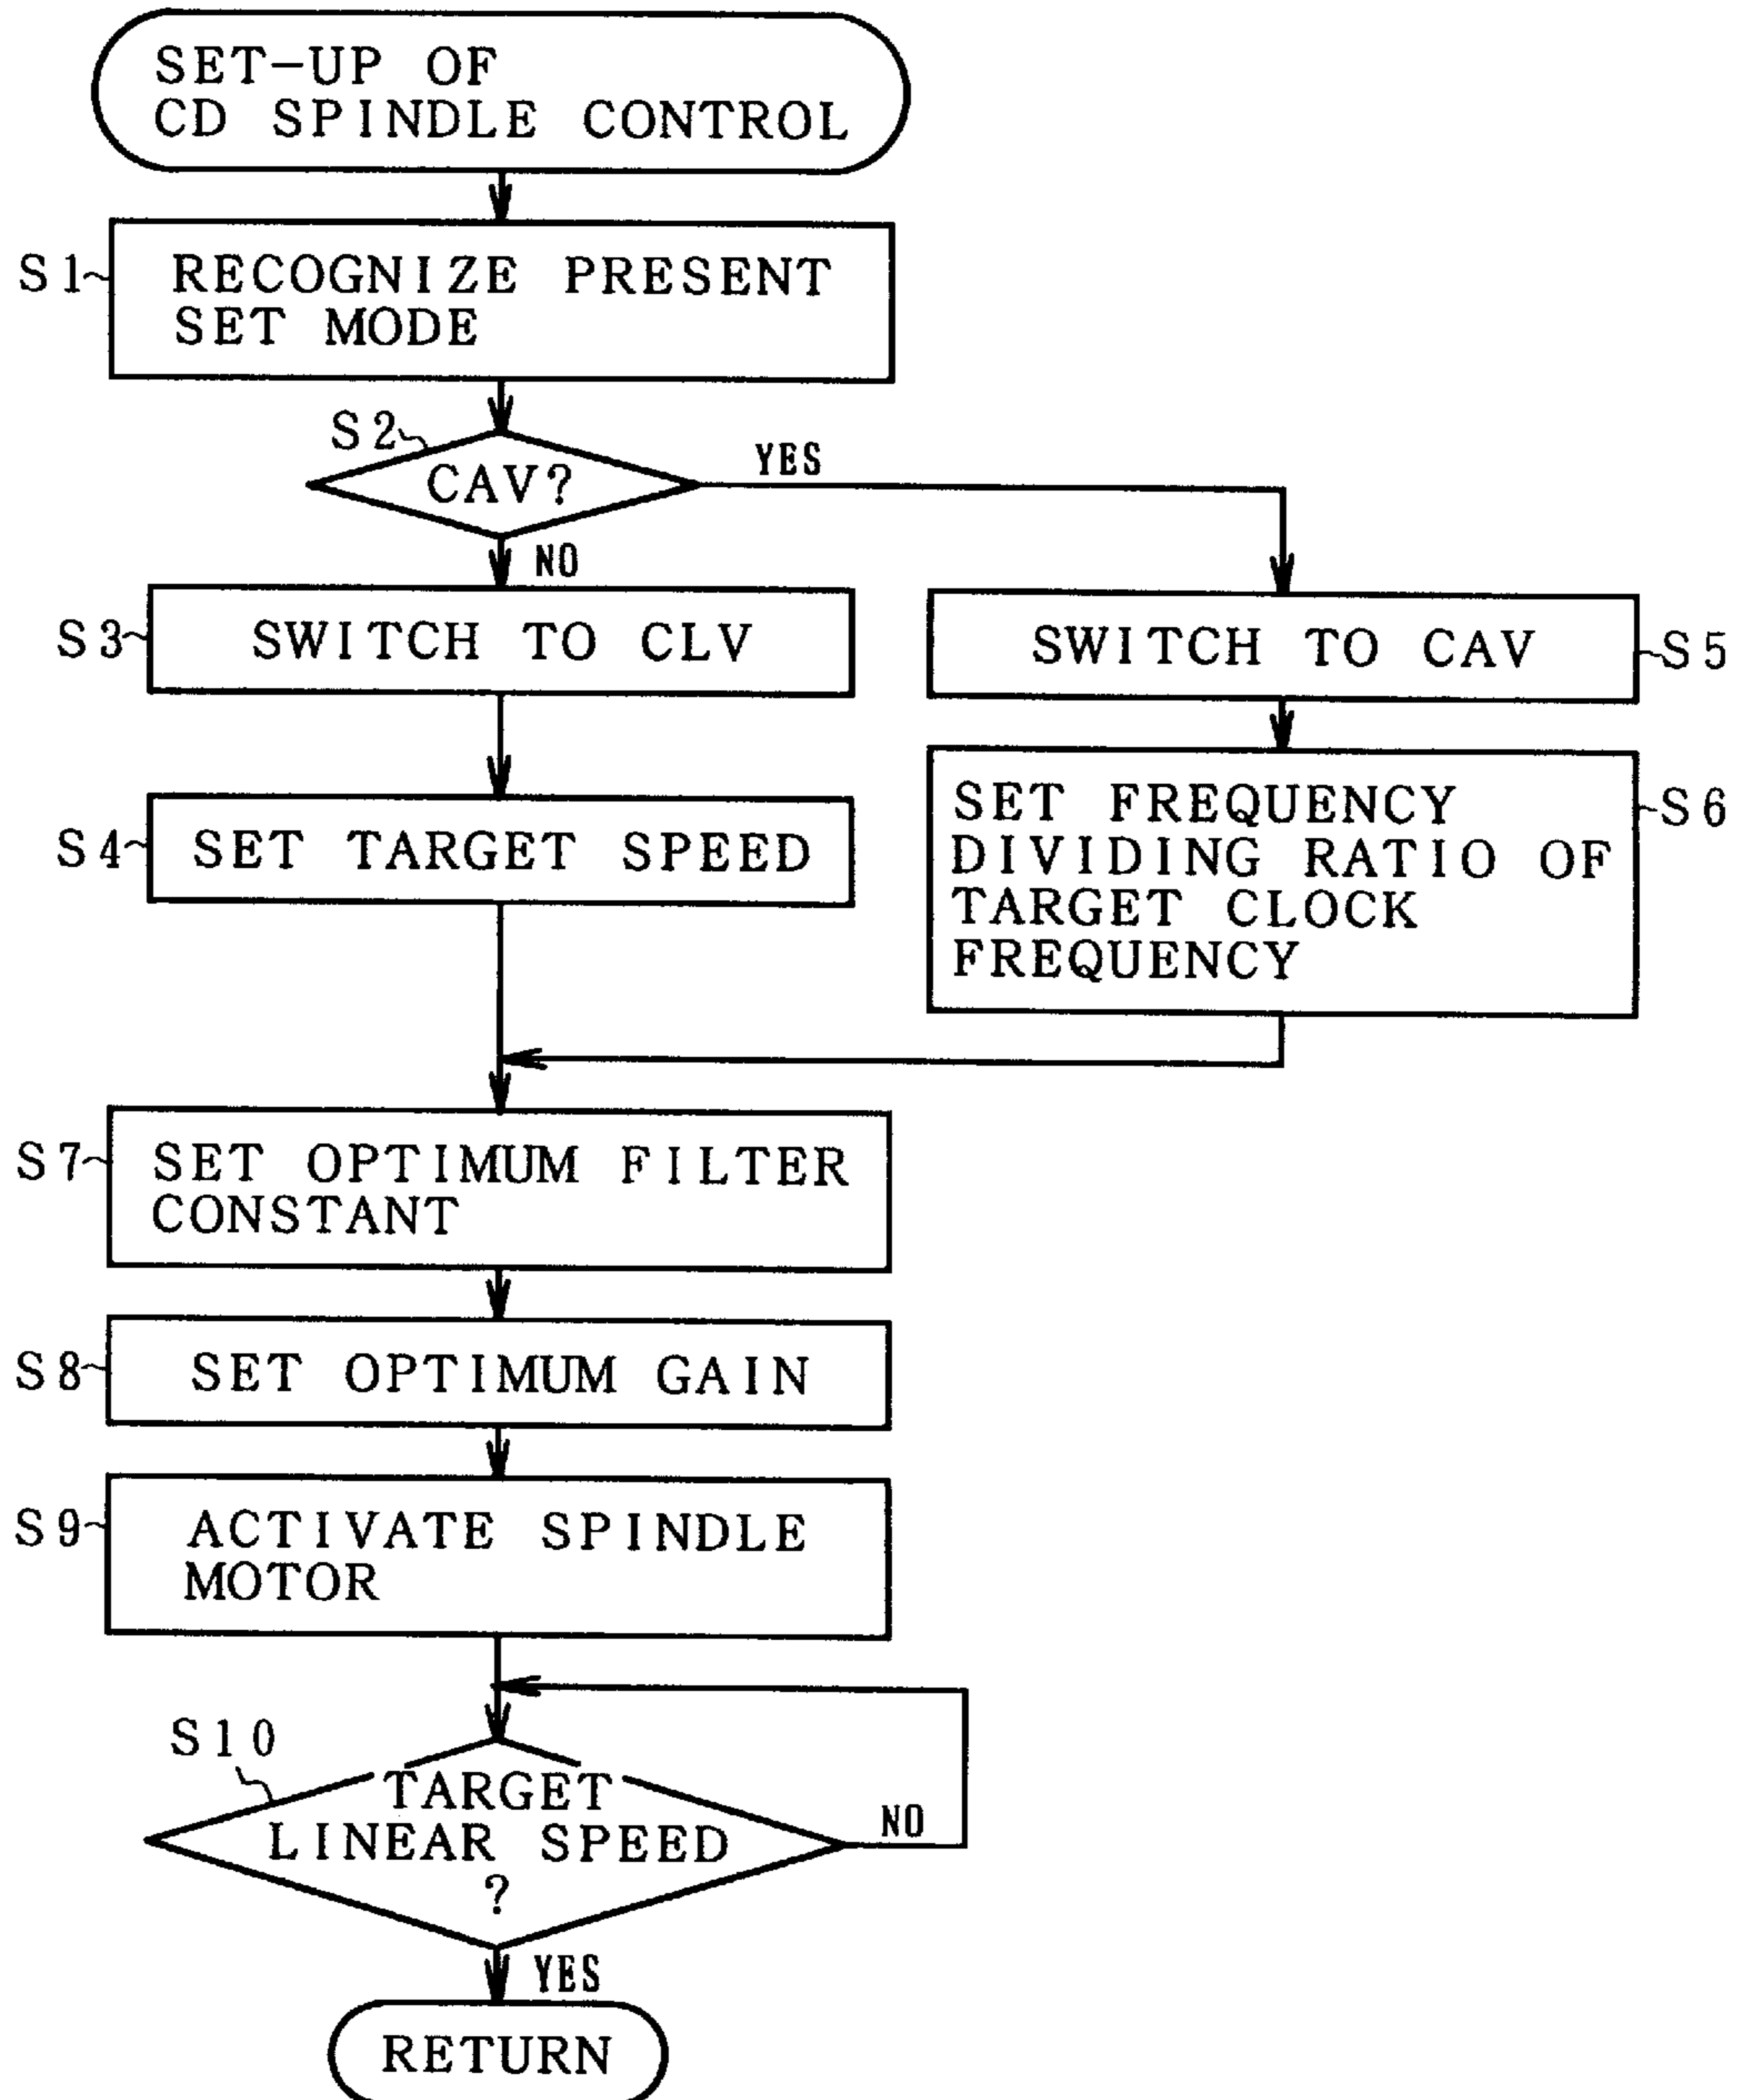 SET-UP OF
CD SPINDLE CONTROL
S1
RECOGNIZE PRESENT
SET MODE
S2
CAV?
YES
NO
S3
SWITCH TO CLV
SWITCH TO CAV
S5
S4
SET TARGET SPEED
SET FREQUENCY
DIVIDING RATIO OF
TARGET CLOCK
FREQUENCY
S6
S7
SET OPTIMUM FILTER
CONSTANT
S8
SET OPTIMUM GAIN
S9
ACTIVATE SPINDLE
MOTOR
S10
TARGET
LINEAR SPEED
?
NO
YES
RETURN